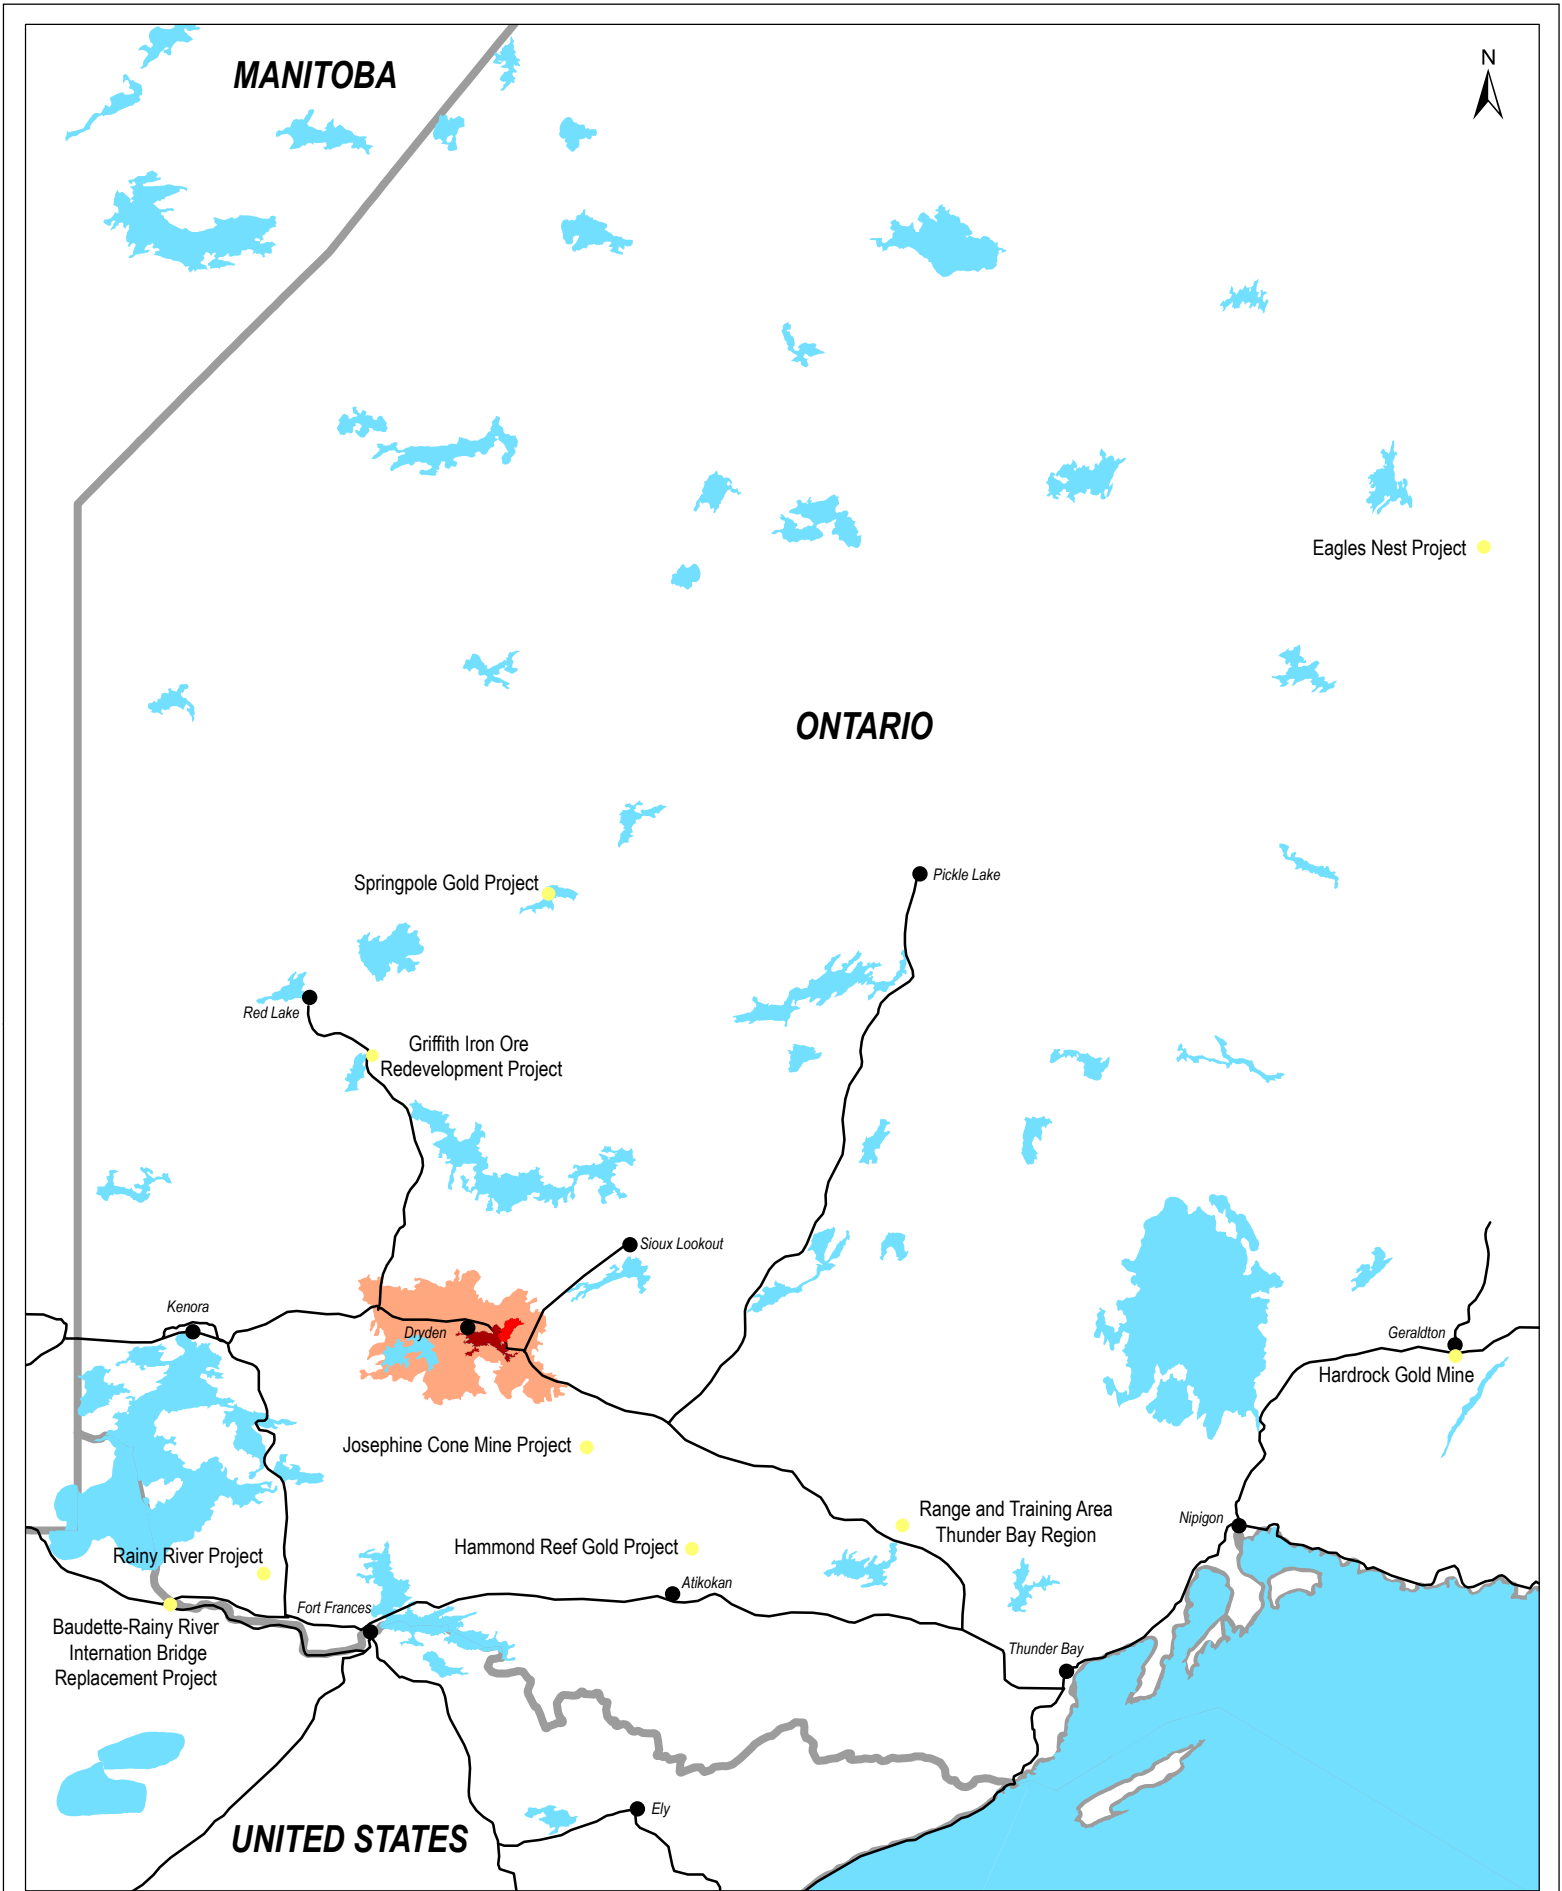 N
MANITOBA
Eagles Nest Project
ONTARIO
Pickle Lake
Springpole Gold Project
Red Lake
Griffith Iron Ore
Redevelopment Project
Sioux Lookout
Kenora
Dryden
Geraldton
Hardrock Gold Mine
Josephine Cone Mine Project
Range and Training Area
Thunder Bay Region
Nipigon
Hammond Reef Gold Project
Rainy River Project
Atikokan
Fort Frances
Baudette-Rainy River
Internation Bridge
Replacement Project
Thunder Bay
Ely
UNITED STATES